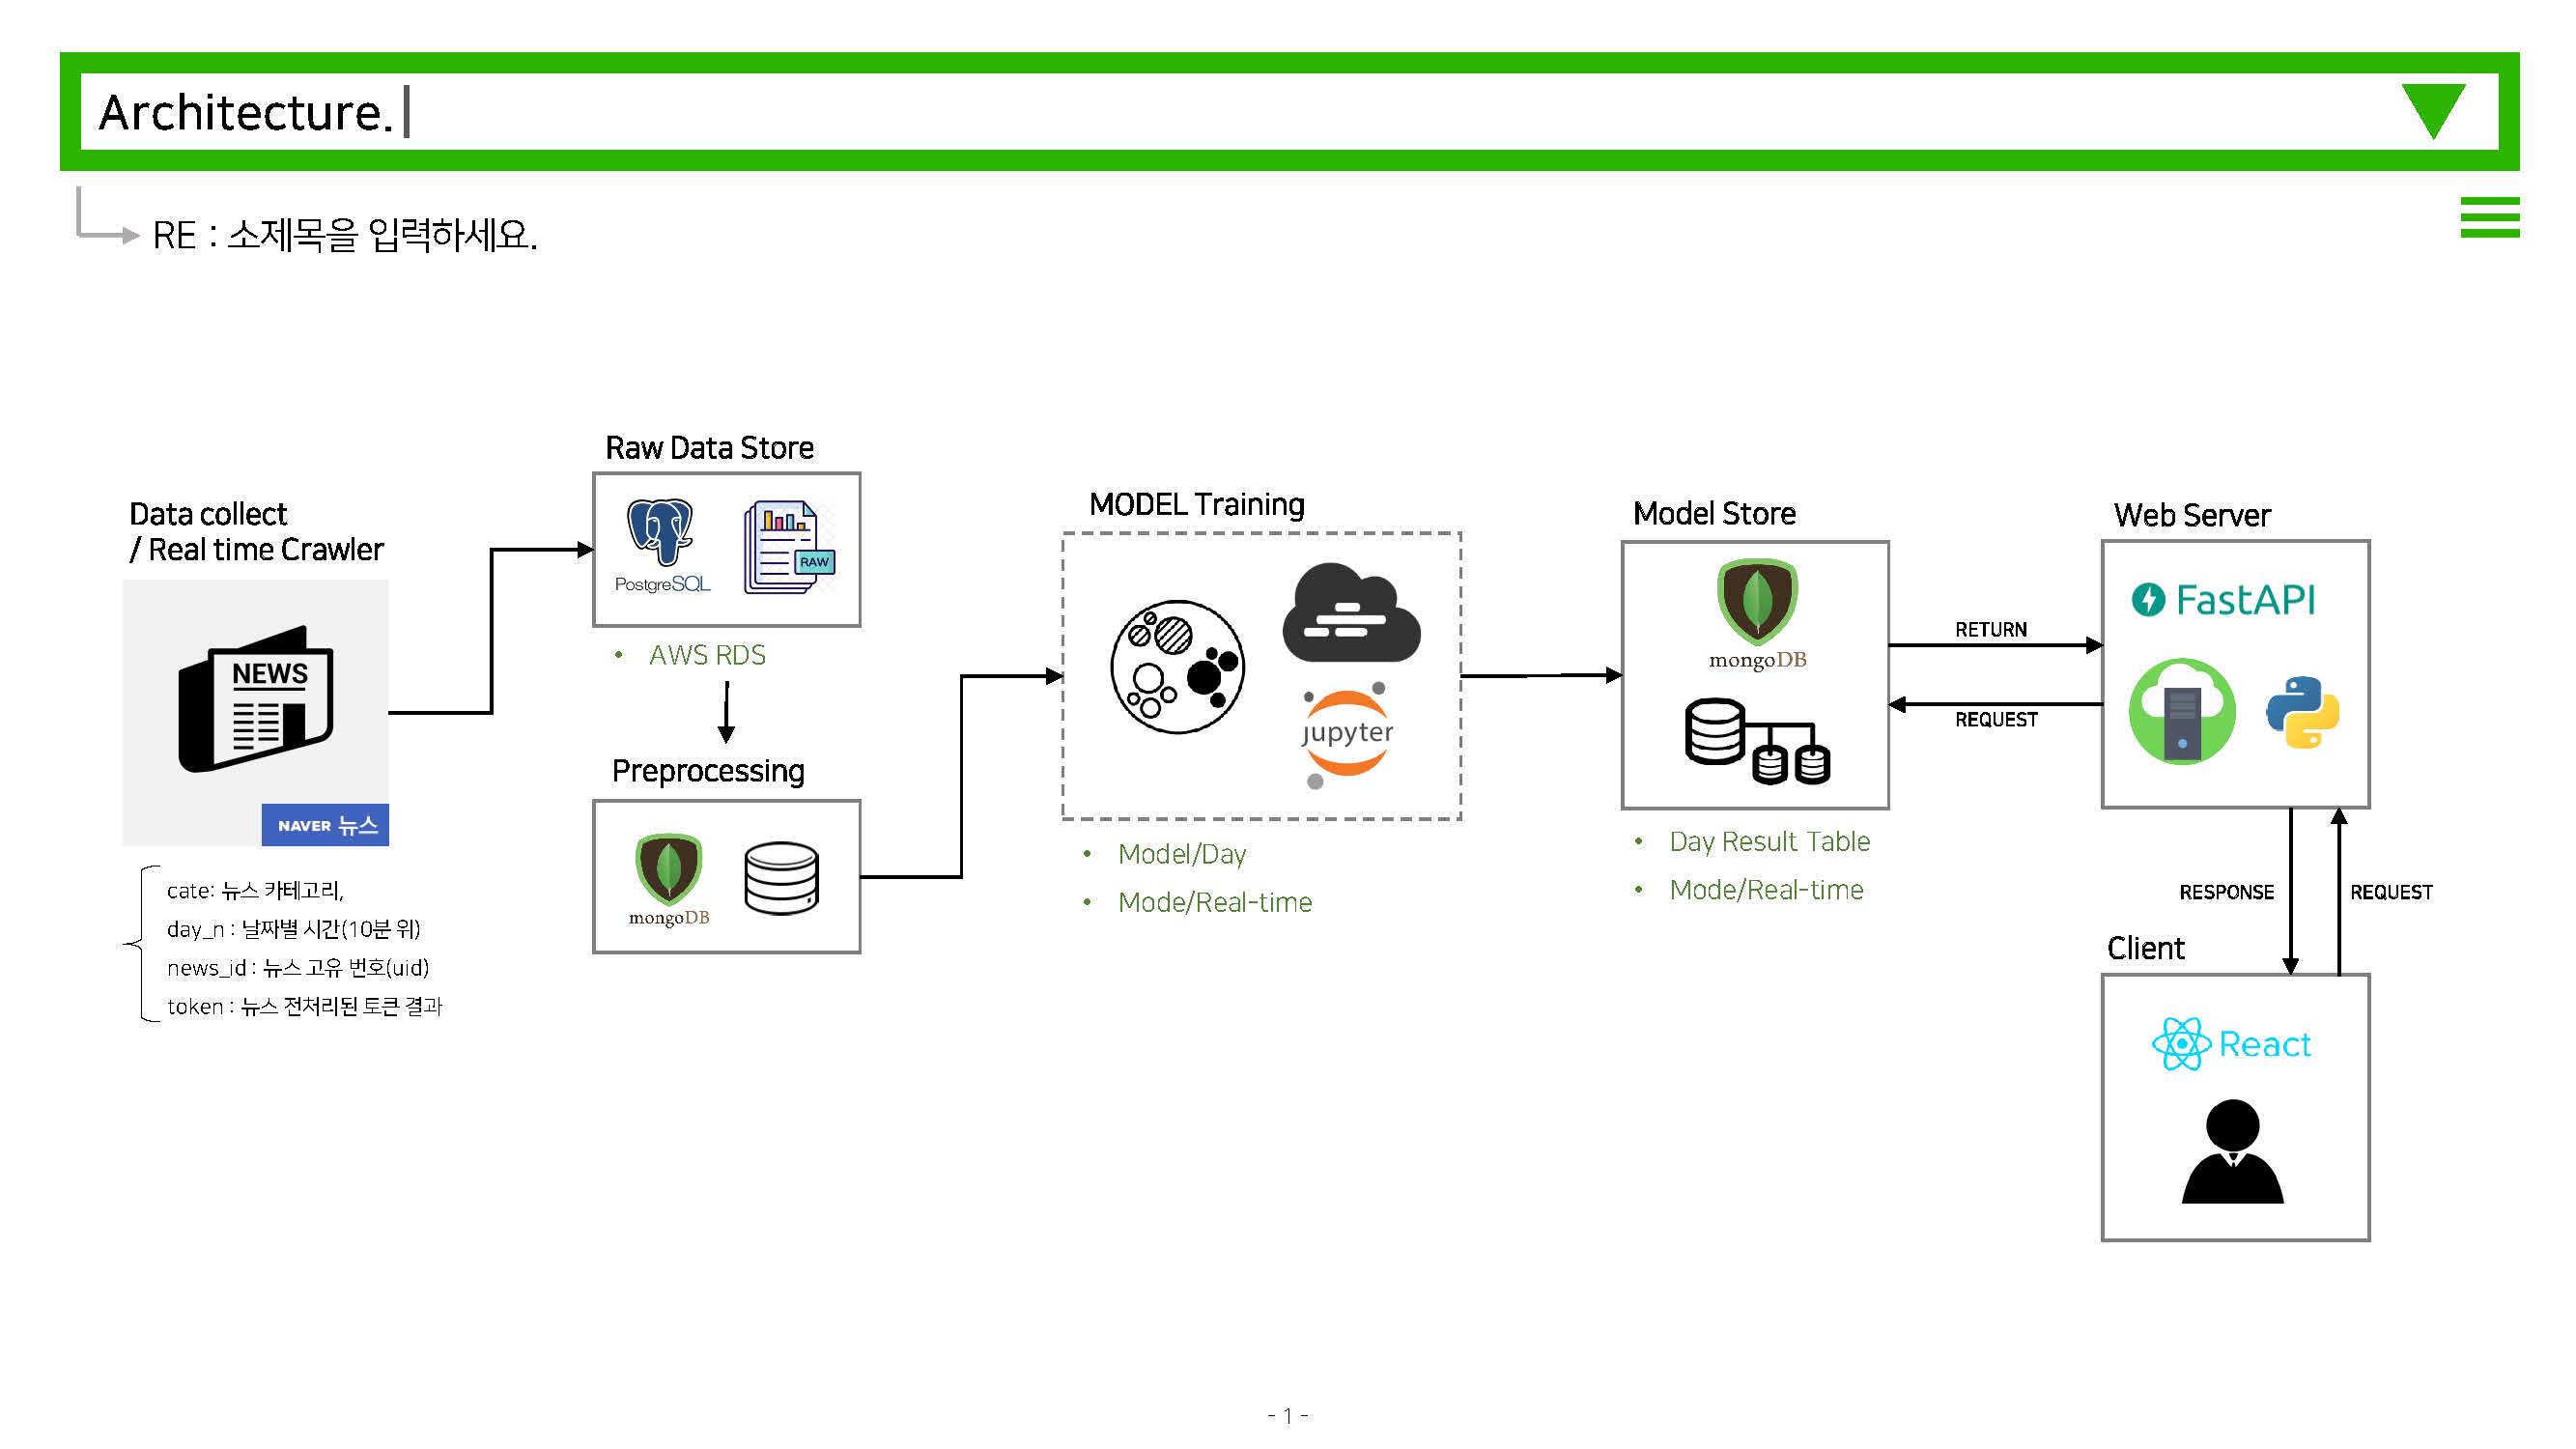 Architecture.
RE : 소제목을 입력하세요.
Data collect
/ Real time Crawler
NEWS
NAVER 뉴스
cate: 뉴스 카테고리,
day_n : 날짜별 시간(10분 위)
news_id : 뉴스 고유 번호(uid)
token : 뉴스 전처리된 토큰 결과
Raw Data Store
PostgreSQL
RAW
• AWS RDS
Preprocessing
mongoDB
MODEL Training
jupyter
• Model/Day
• Mode/Real-time
Model Store
mongoDB
• Day Result Table
• Mode/Real-time
RETURN
REQUEST
Web Server
FastAPI
RESPONSE
REQUEST
Client
React
- 1 -